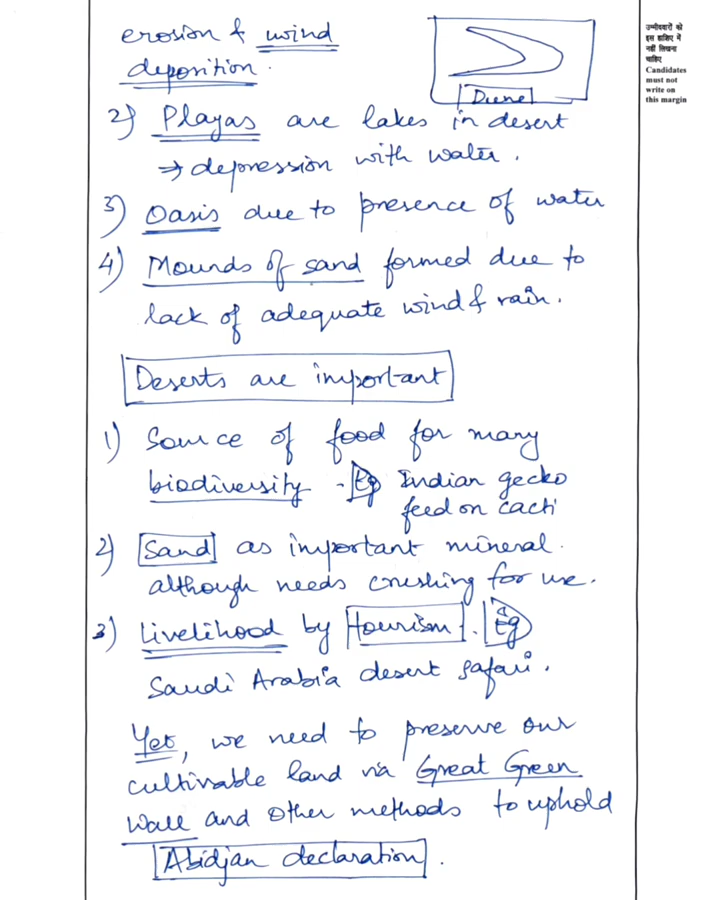 erosion & wind
deposition.
Dune
उम्मीदवारों को
इस हाशिए में
नहीं लिखना
चाहिए
Candidates
must not
write on
this margin
2) Playas are lakes in desert
→ depression with water.
3) Oasis due to presence of water
4) Mounds of sand formed due to
lack of adequate wind & rain.
Deserts are important
1) Source of food for many
biodiversity - Eg Indian gecko
feed on cacti
2) Sand as important mineral.
although needs crushing for use.
3) Livelihood by tourism. Eg
Saudi Arabia desert safari.
Yet, we need to preserve our
cultivable land via Great Green
Wall and other methods to uphold
Abidjan declaration.